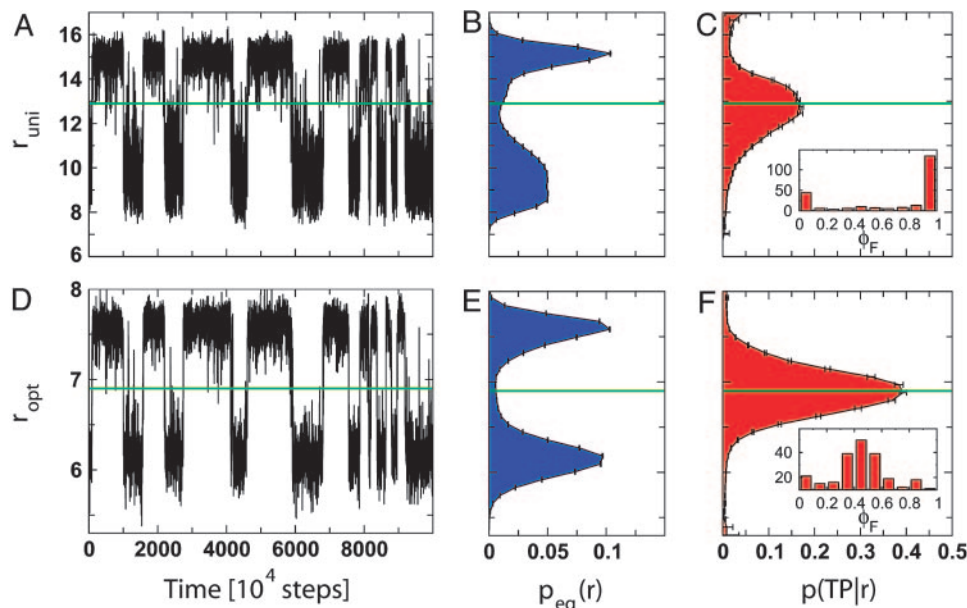 A
B
C
16
14
12
10
8
6
r_uni
100
50
0
0.2 0.4 0.6 0.8 1
ϕ_F
D
E
F
8
7
6
r_opt
40
20
0 0.2 0.4 0.6 0.8 1
ϕ_F
0 2000 4000 6000 8000
0 0.05 0.1
0 0.1 0.2 0.3 0.4 0.5
Time [10^4 steps]
p_eq(r)
p(TP|r)